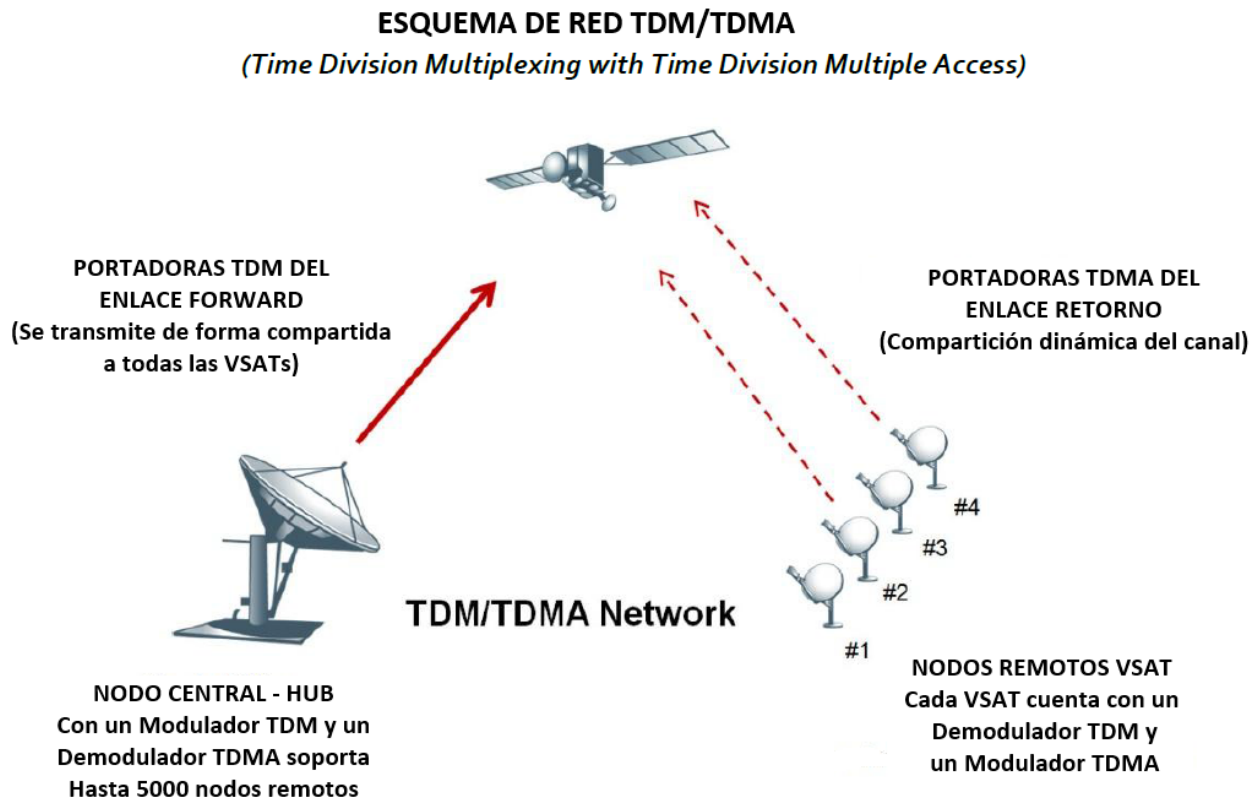 ESQUEMA DE RED TDM/TDMA
(Time Division Multiplexing with Time Division Multiple Access)
PORTADORAS TDM DEL
ENLACE FORWARD
(Se transmite de forma compartida
a todas las VSATs)
PORTADORAS TDMA DEL
ENLACE RETORNO
(Compartición dinámica del canal)
#4
#3
#2
#1
TDM/TDMA Network
NODO CENTRAL - HUB
Con un Modulador TDM y un
Demodulador TDMA soporta
Hasta 5000 nodos remotos
NODOS REMOTOS VSAT
Cada VSAT cuenta con un
Demodulador TDM y
un Modulador TDMA